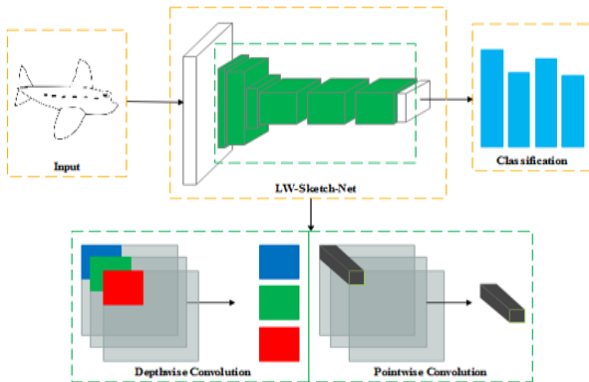 Input
LW-Sketch-Net
Classification
Depthwise Convolution
Pointwise Convolution